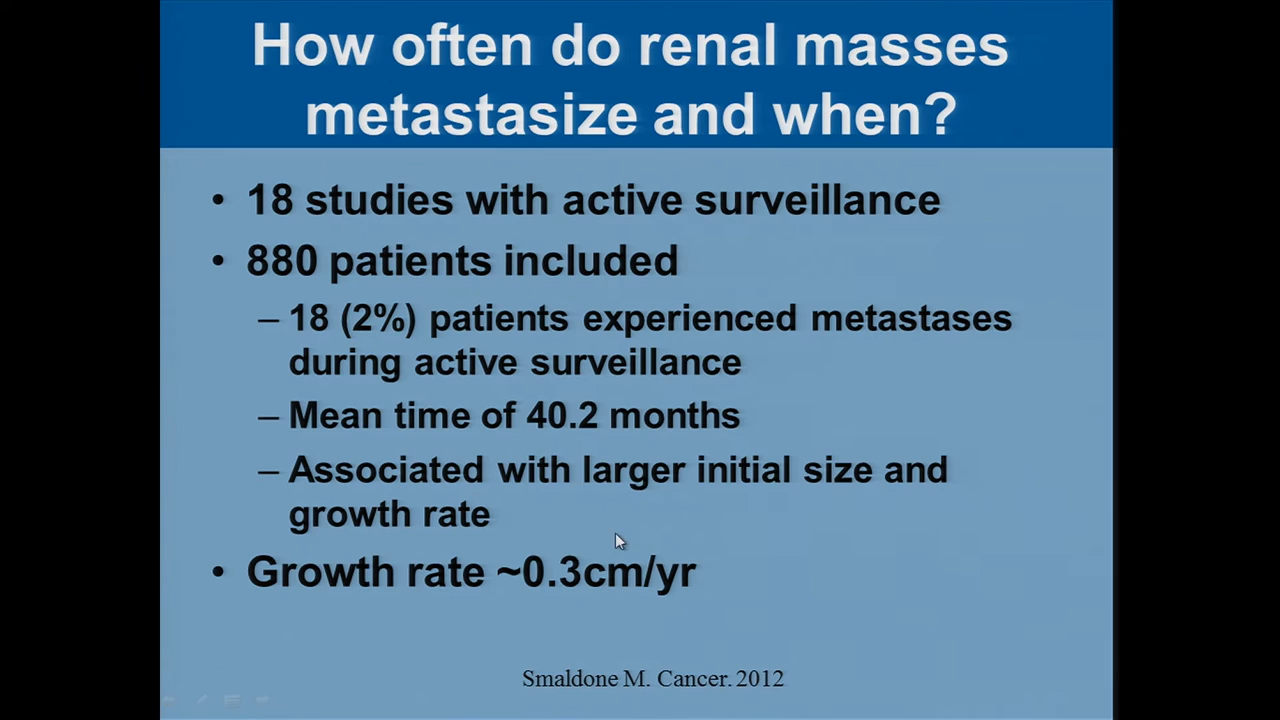 How often do renal masses
metastasize and when?
• 18 studies with active surveillance
• 880 patients included
– 18 (2%) patients experienced metastases
during active surveillance
– Mean time of 40.2 months
– Associated with larger initial size and
growth rate
• Growth rate ~0.3cm/yr
Smaldone M. Cancer. 2012